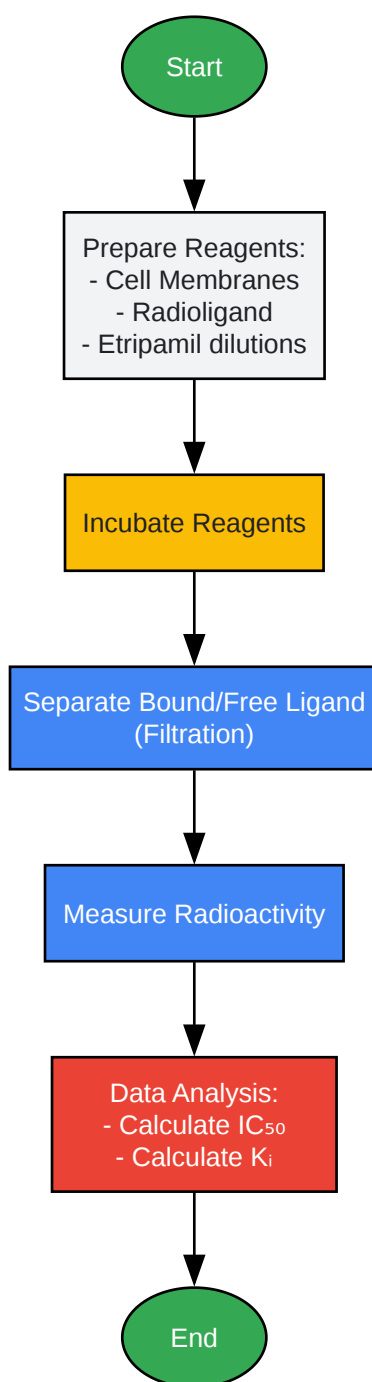 Start
Prepare Reagents:
- Cell Membranes
- Radioligand
- Etripamil dilutions
Incubate Reagents
Separate Bound/Free Ligand
(Filtration)
Measure Radioactivity
Data Analysis:
- Calculate IC₅₀
- Calculate Kᵢ
End